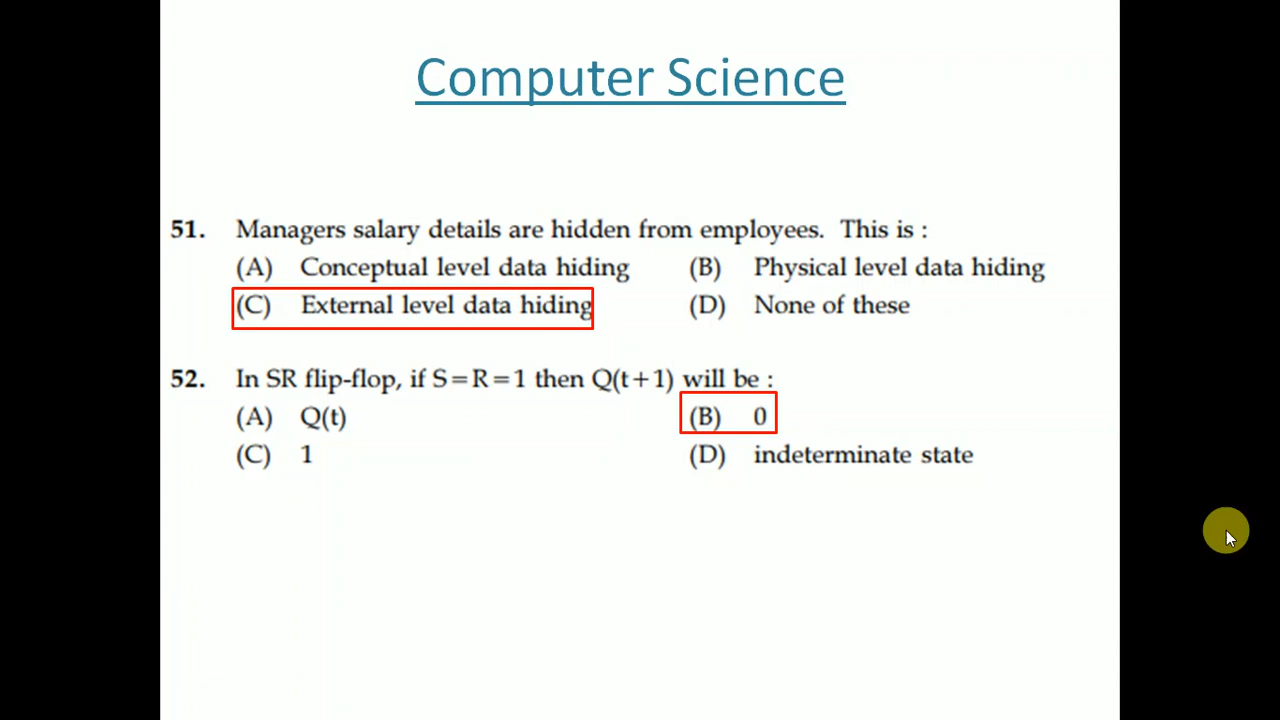 Computer Science
51. Managers salary details are hidden from employees. This is :
(A) Conceptual level data hiding (B) Physical level data hiding
(C) External level data hiding (D) None of these
52. In SR flip-flop, if S=R=1 then Q(t+1) will be :
(A) Q(t) (B) 0
(C) 1 (D) indeterminate state